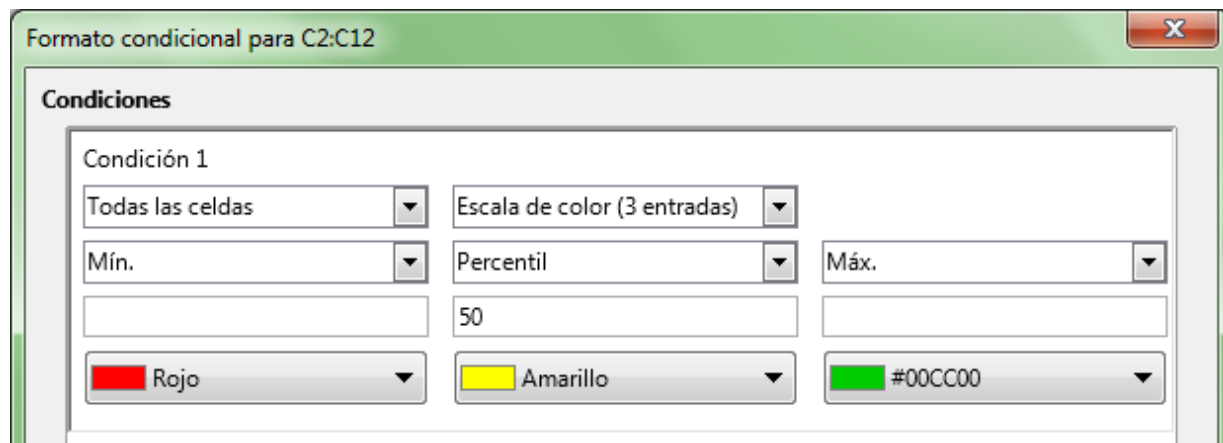 Formato condicional para C2:C12
Condiciones
Condición 1
Todas las celdas Escala de color (3 entradas)
Mín. Percentil Máx.
50
Rojo Amarillo #00CC00